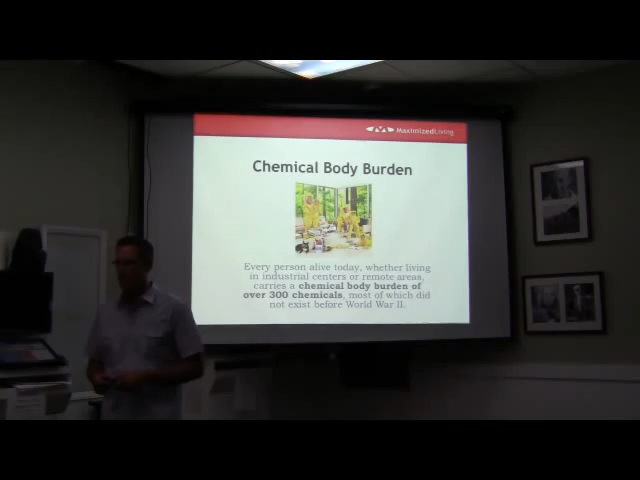 MaximizedLiving
Chemical Body Burden
Every person alive today, whether living
in industrial centers or remote areas,
carries a chemical body burden of
over 300 chemicals, most of which did
not exist before World War II.